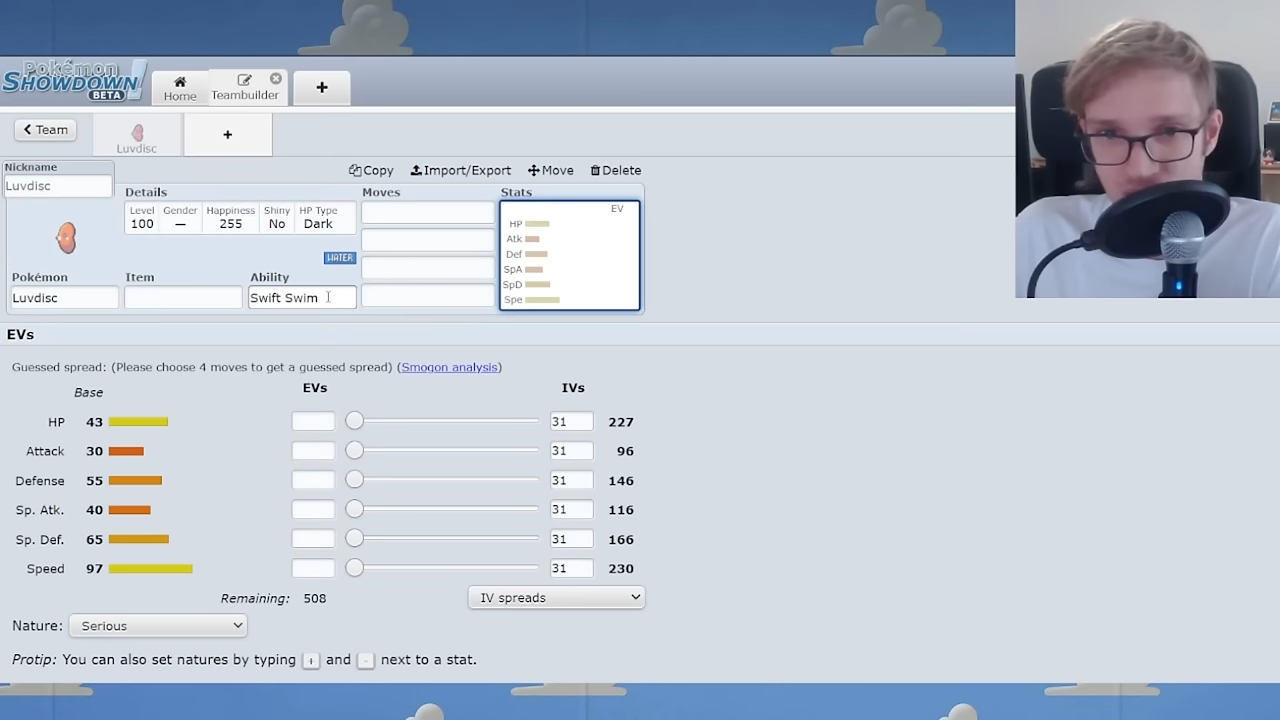 Pokémon
SHOWDOWN!
BETA
Home
Teambuilder
+
Team
Luvdisc
+
Nickname
Luvdisc
Copy
Import/Export
Move
Delete
Details
Moves
Stats
Level
Gender
Happiness
Shiny
HP Type
100
—
255
No
Dark
EV
HP
Atk
Def
SpA
SpD
Spe
WATER
Pokémon
Item
Ability
Luvdisc
Swift Swim
EVs
Guessed spread: (Please choose 4 moves to get a guessed spread) (Smogon analysis)
Base
EVs
IVs
HP 43 31 227
Attack 30 31 96
Defense 55 31 146
Sp. Atk. 40 31 116
Sp. Def. 65 31 166
Speed 97 31 230
Remaining: 508
IV spreads
Nature: Serious
Protip: You can also set natures by typing + and - next to a stat.